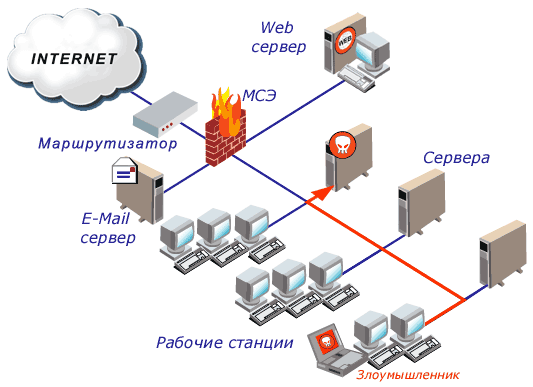 INTERNET
Web
сервер
WEB
МСЭ
Маршрутизатор
Сервера
E-Mail
сервер
Рабочие станции
Злоумышленник